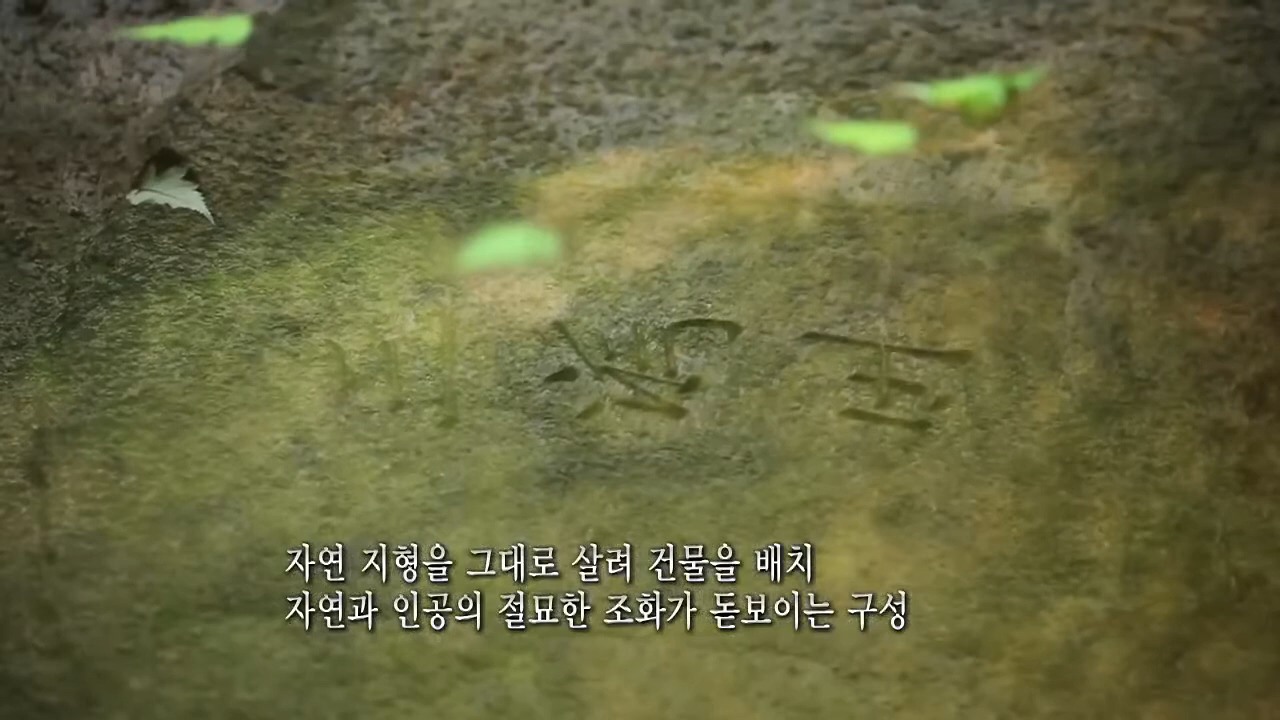 자연 지형을 그대로 살려 건물을 배치
자연과 인공의 절묘한 조화가 돋보이는 구성